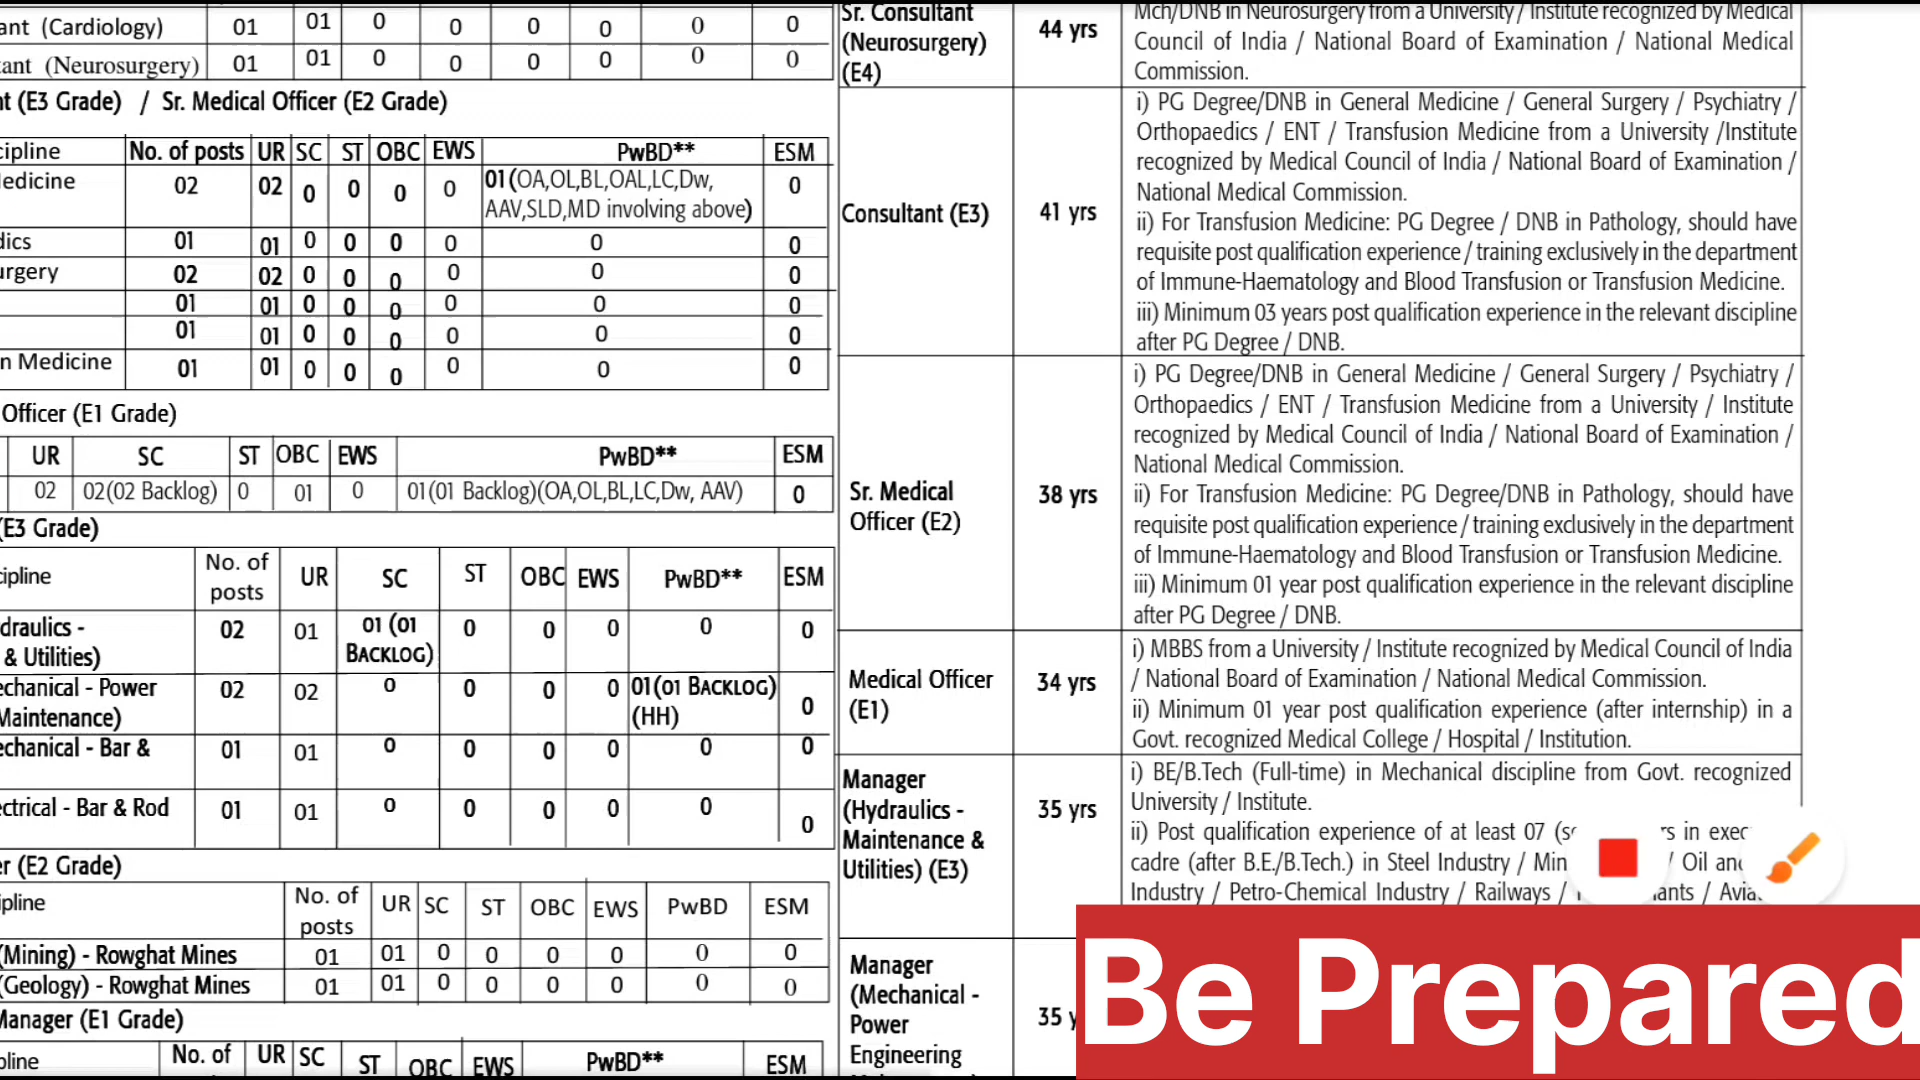 ant (Cardiology) 01 01 0 0 0 0 0 0
tant (Neurosurgery) 01 01 0 0 0 0 0 0
nt (E3 Grade) / Sr. Medical Officer (E2 Grade)
cipline No. of posts UR SC ST OBC EWS PwBD** ESM
Medicine 02 02 0 0 0 0 01(OA,OL,BL,OAL,LC,Dw, 0
AAV,SLD,MD involving above)
dics 01 01 0 0 0 0 0 0
urgery 02 02 0 0 0 0 0 0
01 01 0 0 0 0 0 0
01 01 0 0 0 0 0 0
n Medicine 01 01 0 0 0 0 0 0
Officer (E1 Grade)
UR SC ST OBC EWS PwBD** ESM
02 02(02 Backlog) 0 01 0 01(01 Backlog)(OA,OL,BL,LC,Dw, AAV) 0
(E3 Grade)
No. of
cipline UR SC ST OBC EWS PwBD** ESM
posts
draulics - 02 01 01 (01 0 0 0 0 0
& Utilities) BACKLOG)
echanical - Power 02 02 0 0 0 0 01(01 BACKLOG) 0
Maintenance) (HH)
echanical - Bar & 01 01 0 0 0 0 0 0
ectrical - Bar & Rod 01 01 0 0 0 0 0 0
er (E2 Grade)
No. of
ipline UR SC ST OBC EWS PwBD ESM
posts
(Mining) - Rowghat Mines 01 01 0 0 0 0 0 0
(Geology) - Rowghat Mines 01 01 0 0 0 0 0 0
Manager (E1 Grade)
No. of UR SC ST OBC EWS PwBD** ESM
pline
Sr. Consultant
(Neurosurgery)
(E4)
44 yrs
Mch/DNB in Neurosurgery from a University / Institute recognized by Medical
Council of India / National Board of Examination / National Medical
Commission.
Consultant (E3)
41 yrs
i) PG Degree/DNB in General Medicine / General Surgery / Psychiatry /
Orthopaedics / ENT / Transfusion Medicine from a University /Institute
recognized by Medical Council of India / National Board of Examination /
National Medical Commission.
ii) For Transfusion Medicine: PG Degree / DNB in Pathology, should have
requisite post qualification experience / training exclusively in the department
of Immune-Haematology and Blood Transfusion or Transfusion Medicine.
iii) Minimum 03 years post qualification experience in the relevant discipline
after PG Degree / DNB.
Sr. Medical
Officer (E2)
38 yrs
i) PG Degree/DNB in General Medicine / General Surgery / Psychiatry /
Orthopaedics / ENT / Transfusion Medicine from a University / Institute
recognized by Medical Council of India / National Board of Examination /
National Medical Commission.
ii) For Transfusion Medicine: PG Degree/DNB in Pathology, should have
requisite post qualification experience / training exclusively in the department
of Immune-Haematology and Blood Transfusion or Transfusion Medicine.
iii) Minimum 01 year post qualification experience in the relevant discipline
after PG Degree / DNB.
Medical Officer
(E1)
34 yrs
i) MBBS from a University / Institute recognized by Medical Council of India
/ National Board of Examination / National Medical Commission.
ii) Minimum 01 year post qualification experience (after internship) in a
Govt. recognized Medical College / Hospital / Institution.
Manager
(Hydraulics -
Maintenance &
Utilities) (E3)
35 yrs
i) BE/B.Tech (Full-time) in Mechanical discipline from Govt. recognized
University / Institute.
ii) Post qualification experience of at least 07 in
cadre (after B.E./B.Tech.) in Steel Industry / / Oil
Industry / Petro-Chemical Industry / Railways /
Manager
(Mechanical -
Power
Engineering
35
Be Prepared